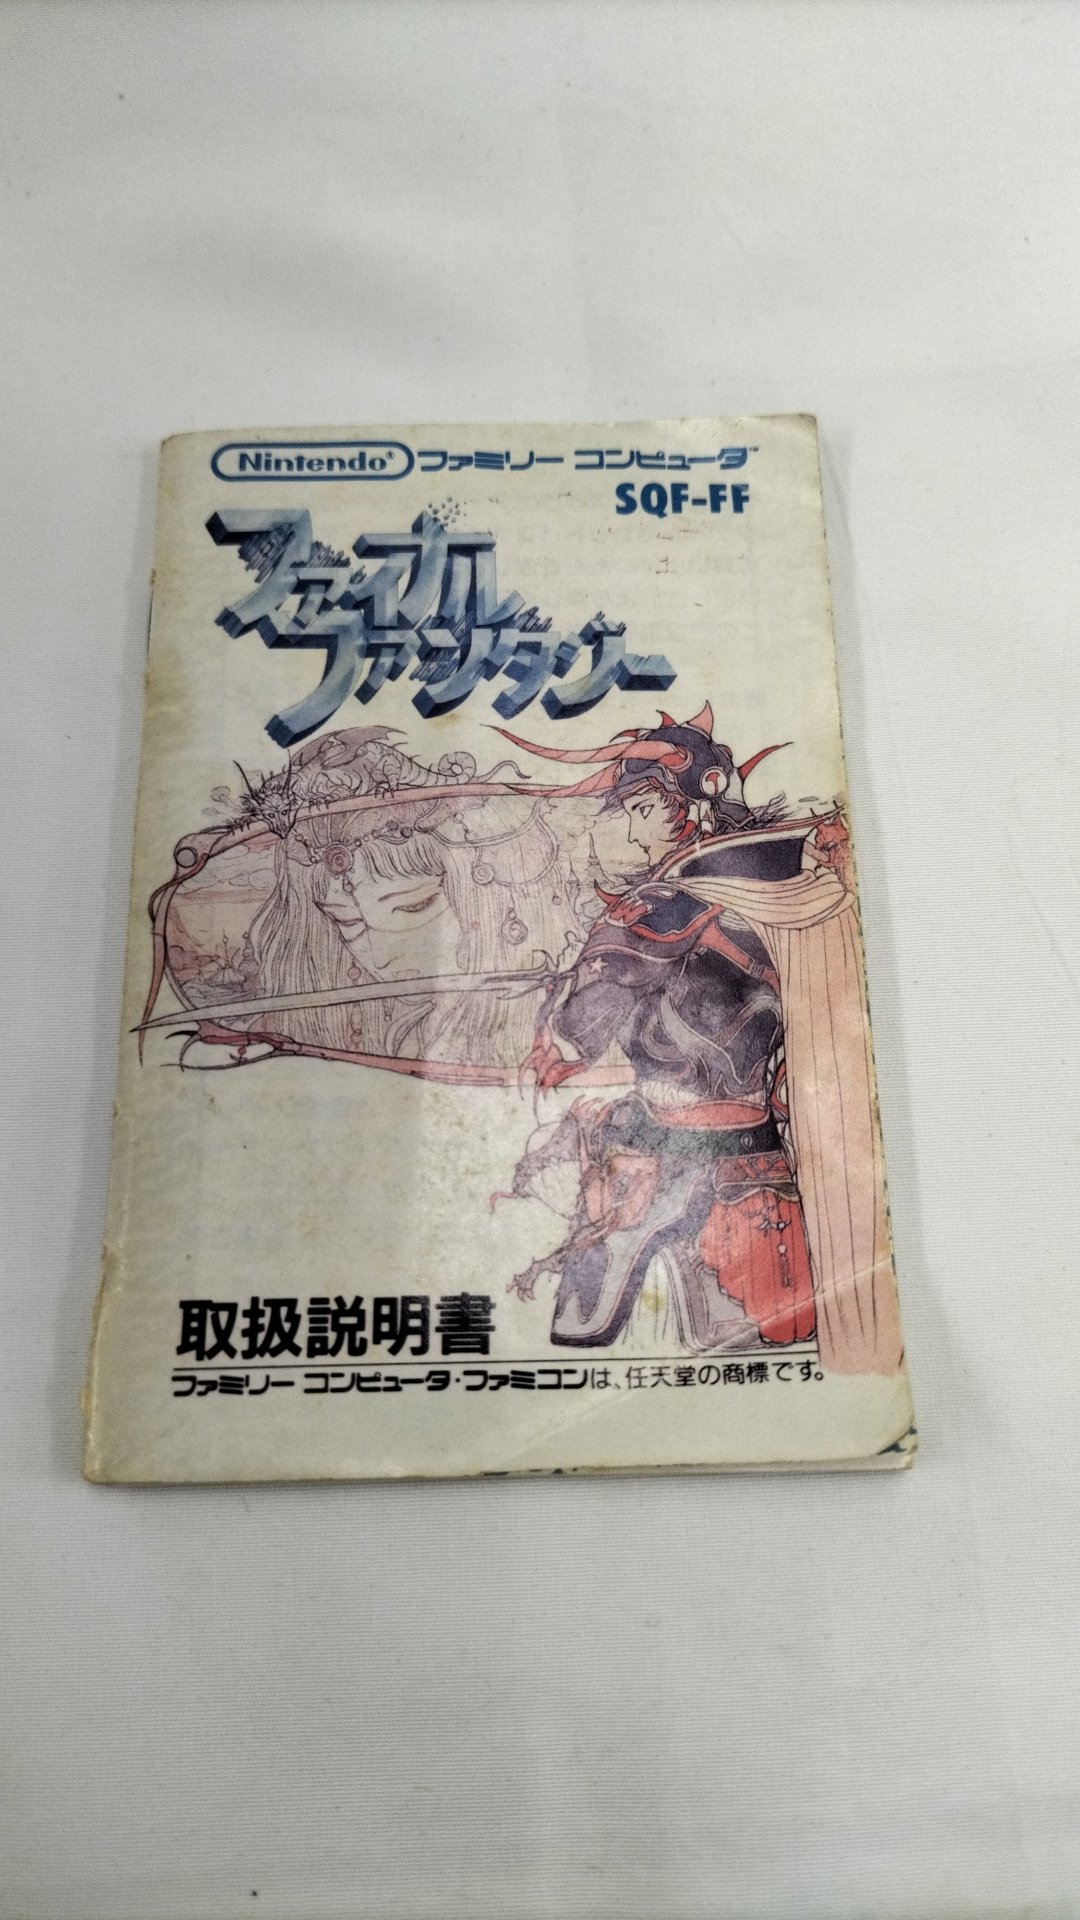 Nintendo® ファミリー コンピュータ™
SQF-FF
ファイナル
ファンタジー
取扱説明書
ファミリー コンピュータ・ファミコンは、任天堂の商標です。